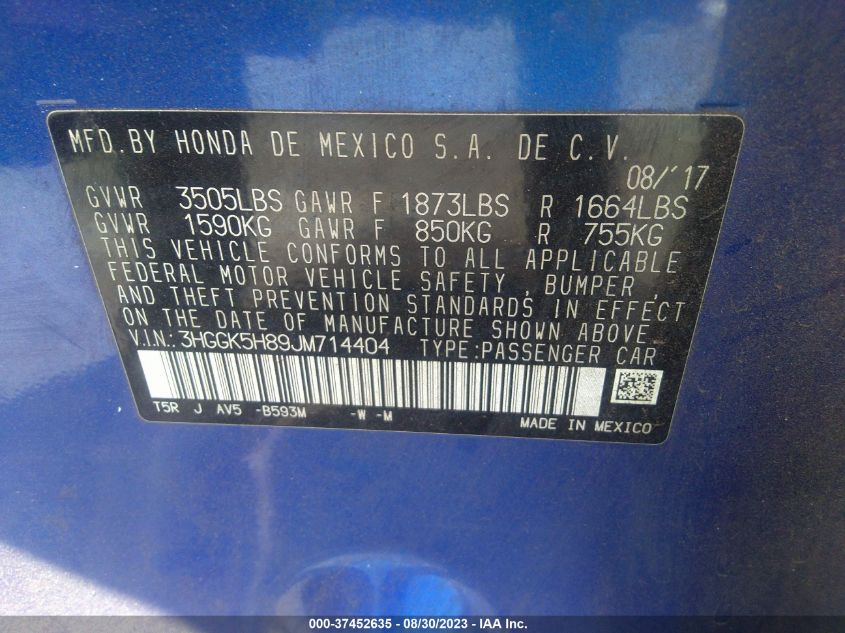 MFD.BY HONDA DE MEXICO S.A. DE C.V.
08/'17
GVWR 3505LBS GAWR F 1873LBS R 1664LBS
GVWR 1590KG GAWR F 850KG R 755KG
THIS VEHICLE CONFORMS TO ALL APPLICABLE
FEDERAL MOTOR VEHICLE SAFETY, BUMPER,
AND THEFT PREVENTION STANDARDS IN EFFECT
ON THE DATE OF MANUFACTURE SHOWN ABOVE.
V.I.N: 3HGGK5H89JM714404 TYPE:PASSENGER CAR
T5R J AV5 -B593M -W -M
MADE IN MEXICO
000-37452635 - 08/30/2023 - IAA Inc.